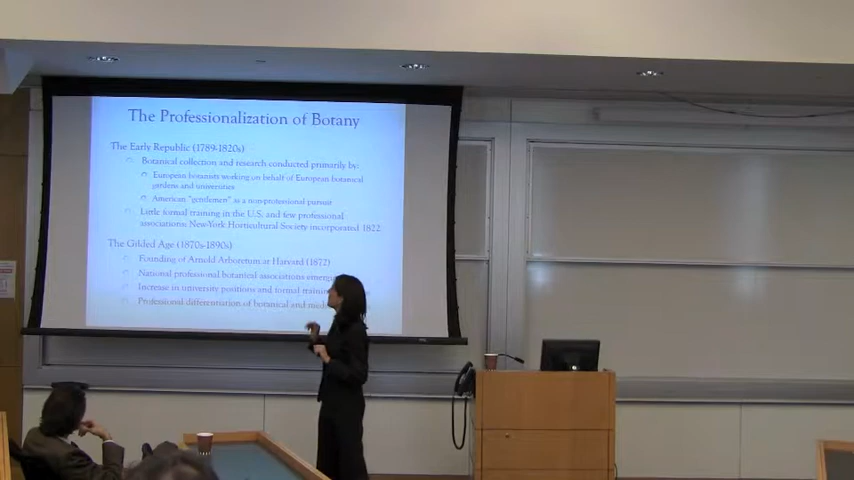 The Professionalization of Botany
The Early Republic (1789-1820s)
Botanical collection and research conducted primarily by:
European botanists working on behalf of European botanical
gardens and universities
American "gentlemen" as a nonprofessional pursuit
Little formal training in the U.S. and few professional
associations: New York Horticultural Society incorporated 1822
The Gilded Age (1870s-1890s)
Founding of Arnold Arboretum at Harvard (1872)
National professional botanical associations
Increase in university positions and formal
Professional differentiation of botanical and